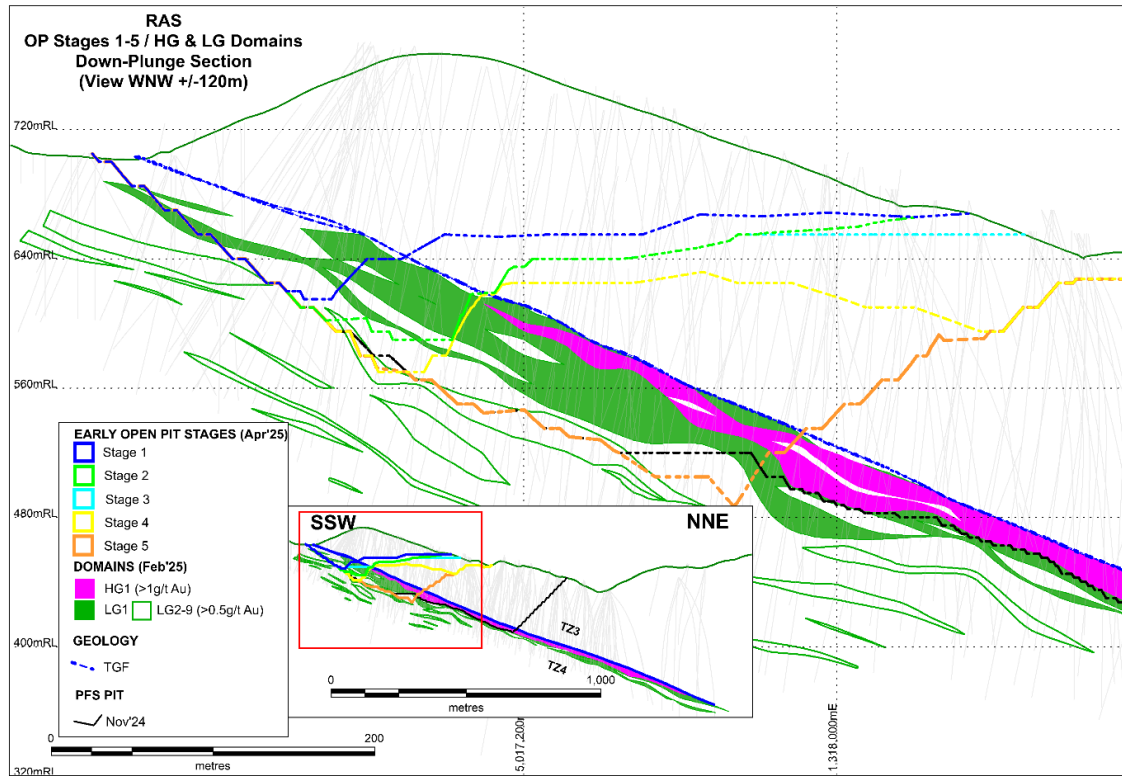 RAS
OP Stages 1-5 / HG & LG Domains
Down-Plunge Section
(View WNW +/-120m)
720mRL
640mRL
560mRL
480mRL
400mRL
320mRL
EARLY OPEN PIT STAGES (Apr'25)
Stage 1
Stage 2
Stage 3
Stage 4
Stage 5
DOMAINS (Feb'25)
HG1 (>1g/t Au)
LG1 LG2-9 (>0.5g/t Au)
GEOLOGY
TGF
PFS PIT
Nov'24
0 200
metres
SSW NNE
TZ3
TZ4
0 1,000
metres
1,318,000mE